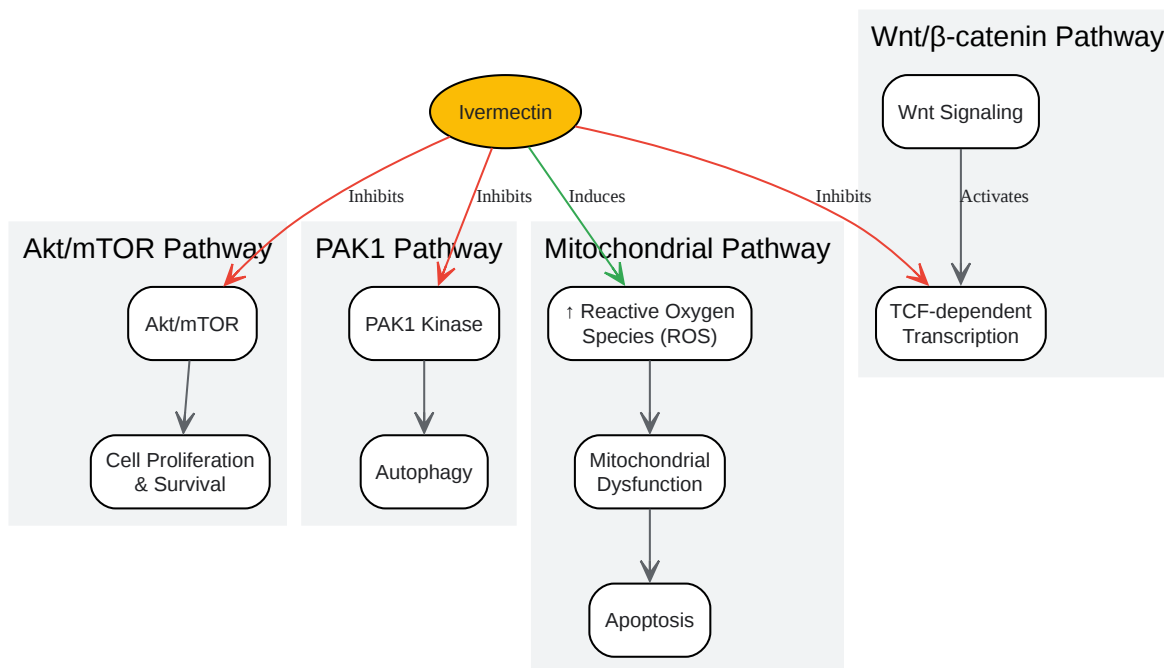 Wnt/β-catenin Pathway
Ivermectin
Wnt Signaling
Inhibits
Inhibits
Induces
Inhibits
Activates
Akt/mTOR Pathway
PAK1 Pathway
Mitochondrial Pathway
Akt/mTOR
PAK1 Kinase
↑ Reactive Oxygen
Species (ROS)
TCF-dependent
Transcription
Cell Proliferation
& Survival
Autophagy
Mitochondrial
Dysfunction
Apoptosis